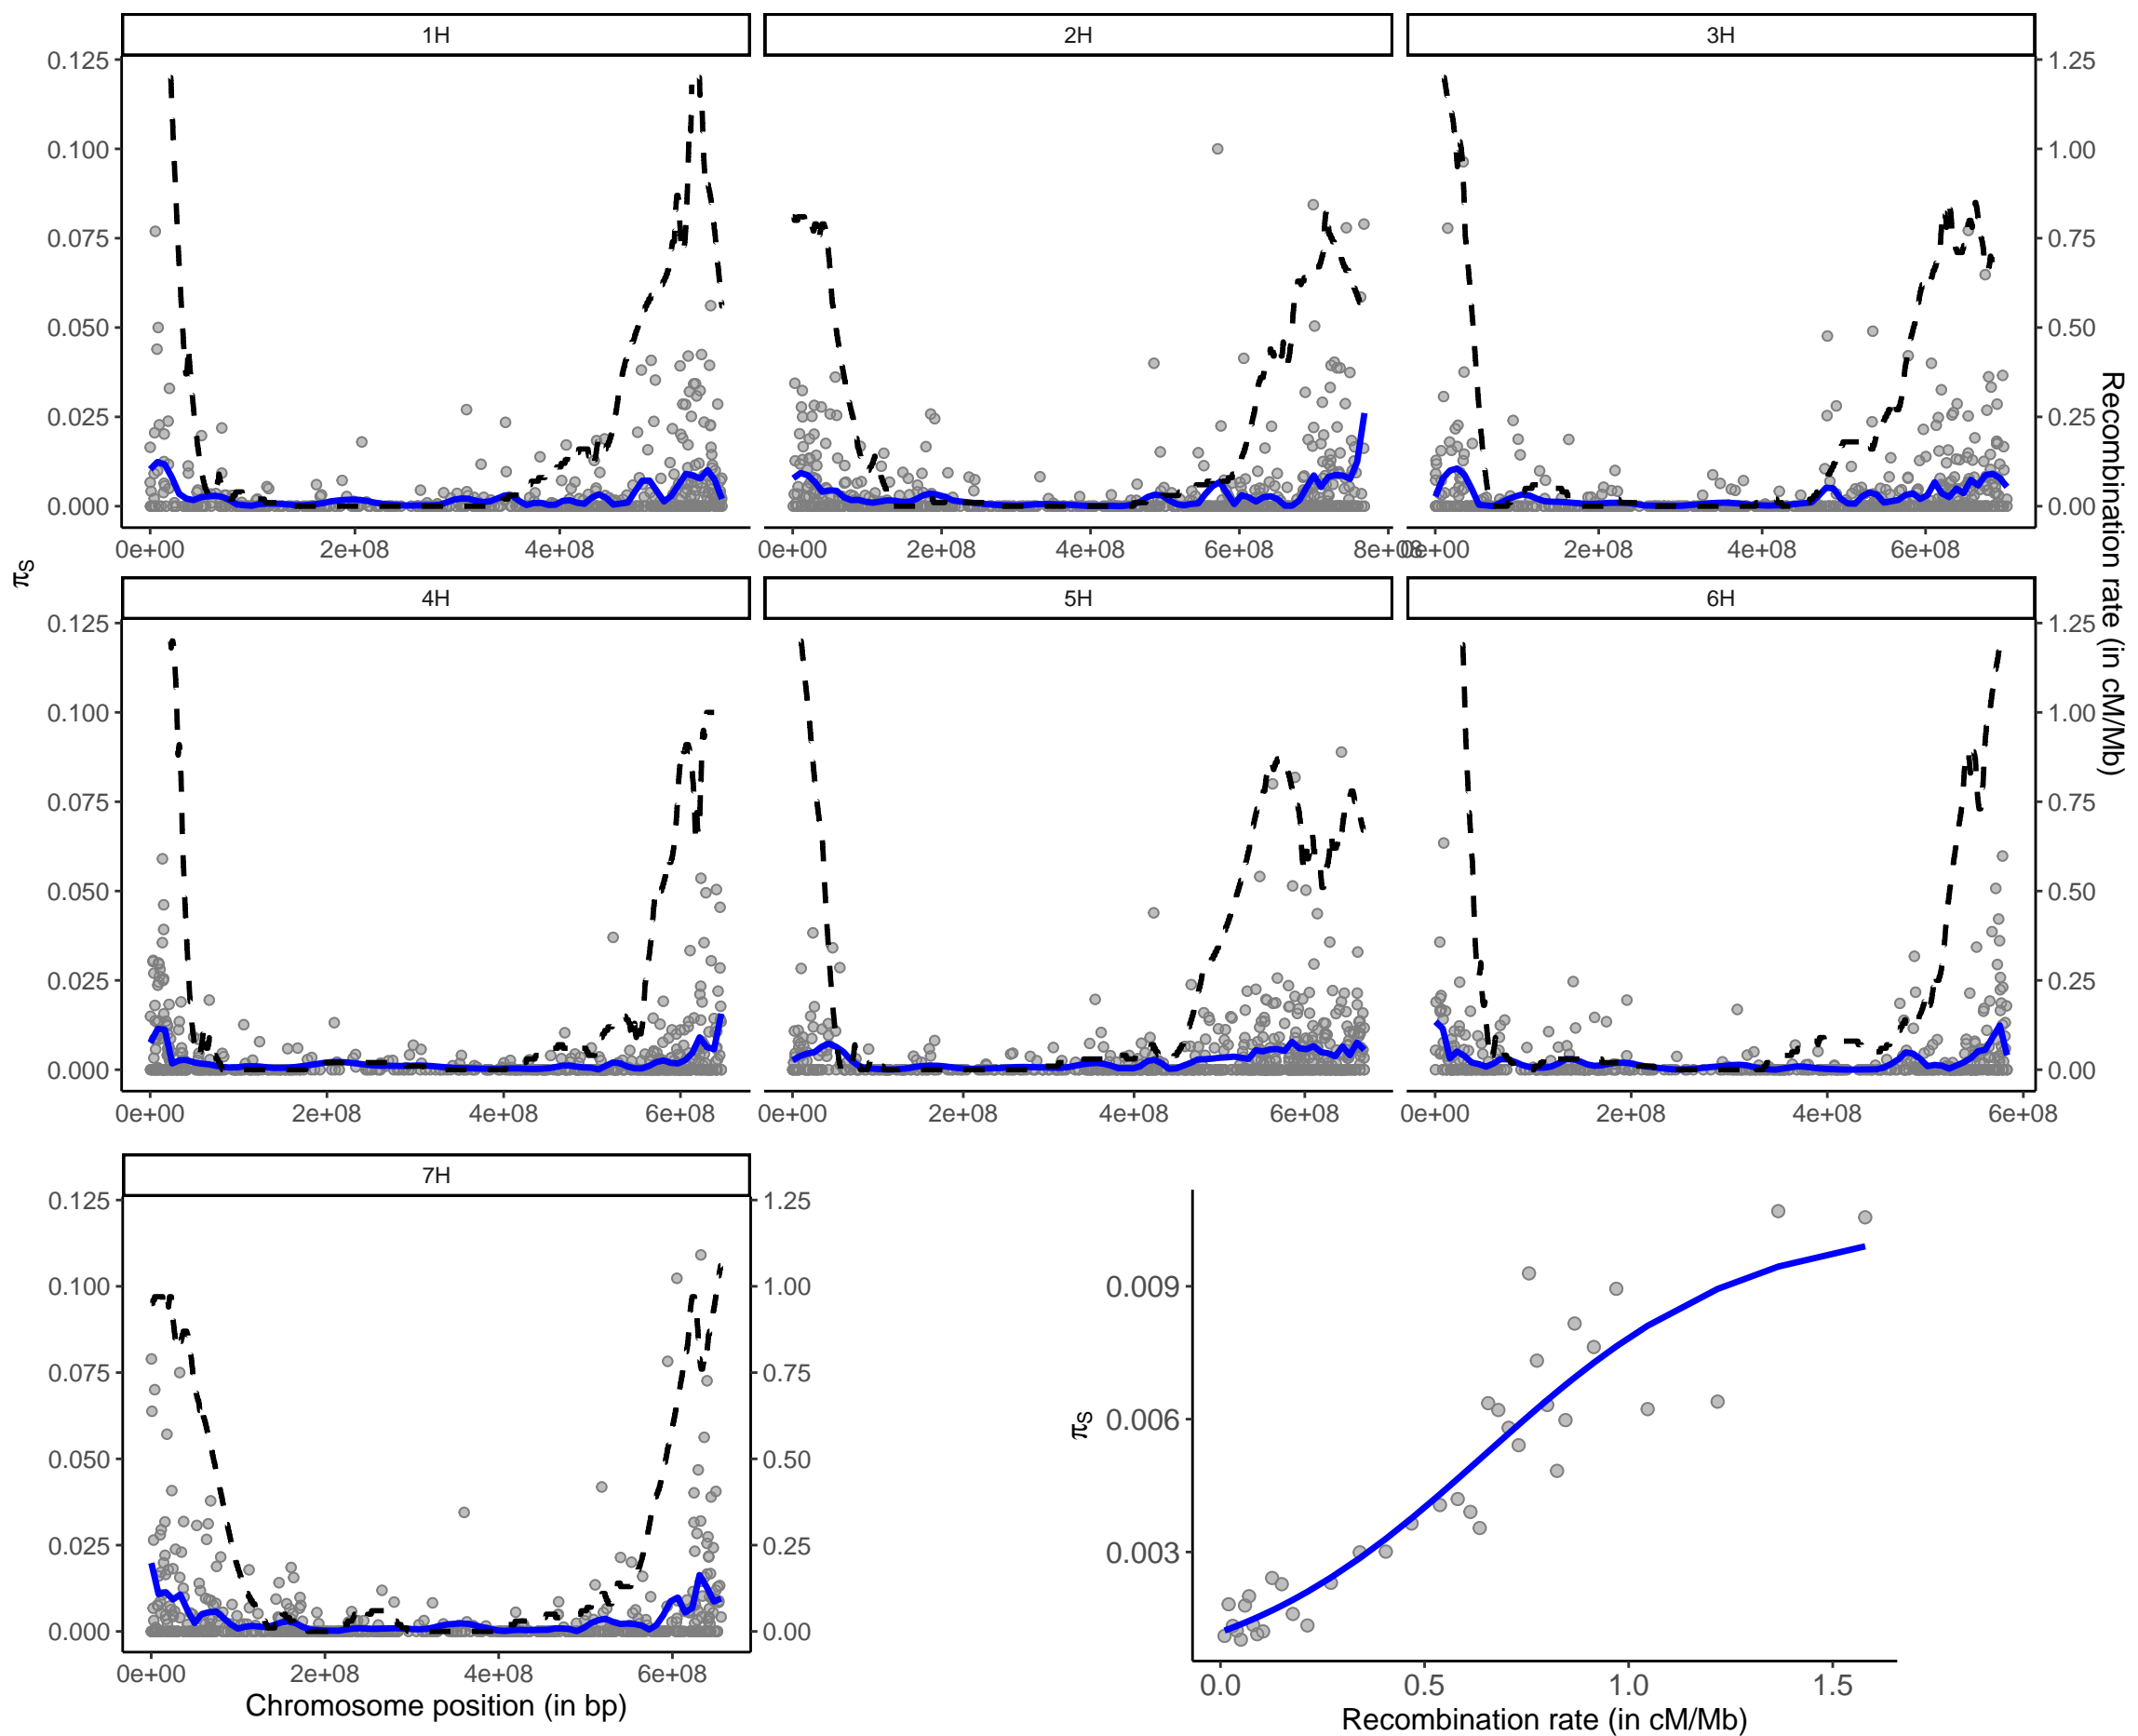 1H 2H 3H
0.125 1.25
0.100 1.00
0.075 0.75
0.050 0.50
0.025 0.25
0.000 0.00
0e+00 2e+08 4e+08 0e+00 2e+08 4e+08 6e+08 8e+08 0e+00 2e+08 4e+08 6e+08
πS
Recombination rate (in cM/Mb)
4H 5H 6H
0.125 1.25
0.100 1.00
0.075 0.75
0.050 0.50
0.025 0.25
0.000 0.00
0e+00 2e+08 4e+08 6e+08 0e+00 2e+08 4e+08 6e+08 0e+00 2e+08 4e+08 6e+08
7H
0.125 1.25
0.100 1.00
0.075 0.75
0.050 0.50
0.025 0.25
0.000 0.00
0e+00 2e+08 4e+08 6e+08
Chromosome position (in bp)
πS
0.009
0.006
0.003
0.0 0.5 1.0 1.5
Recombination rate (in cM/Mb)